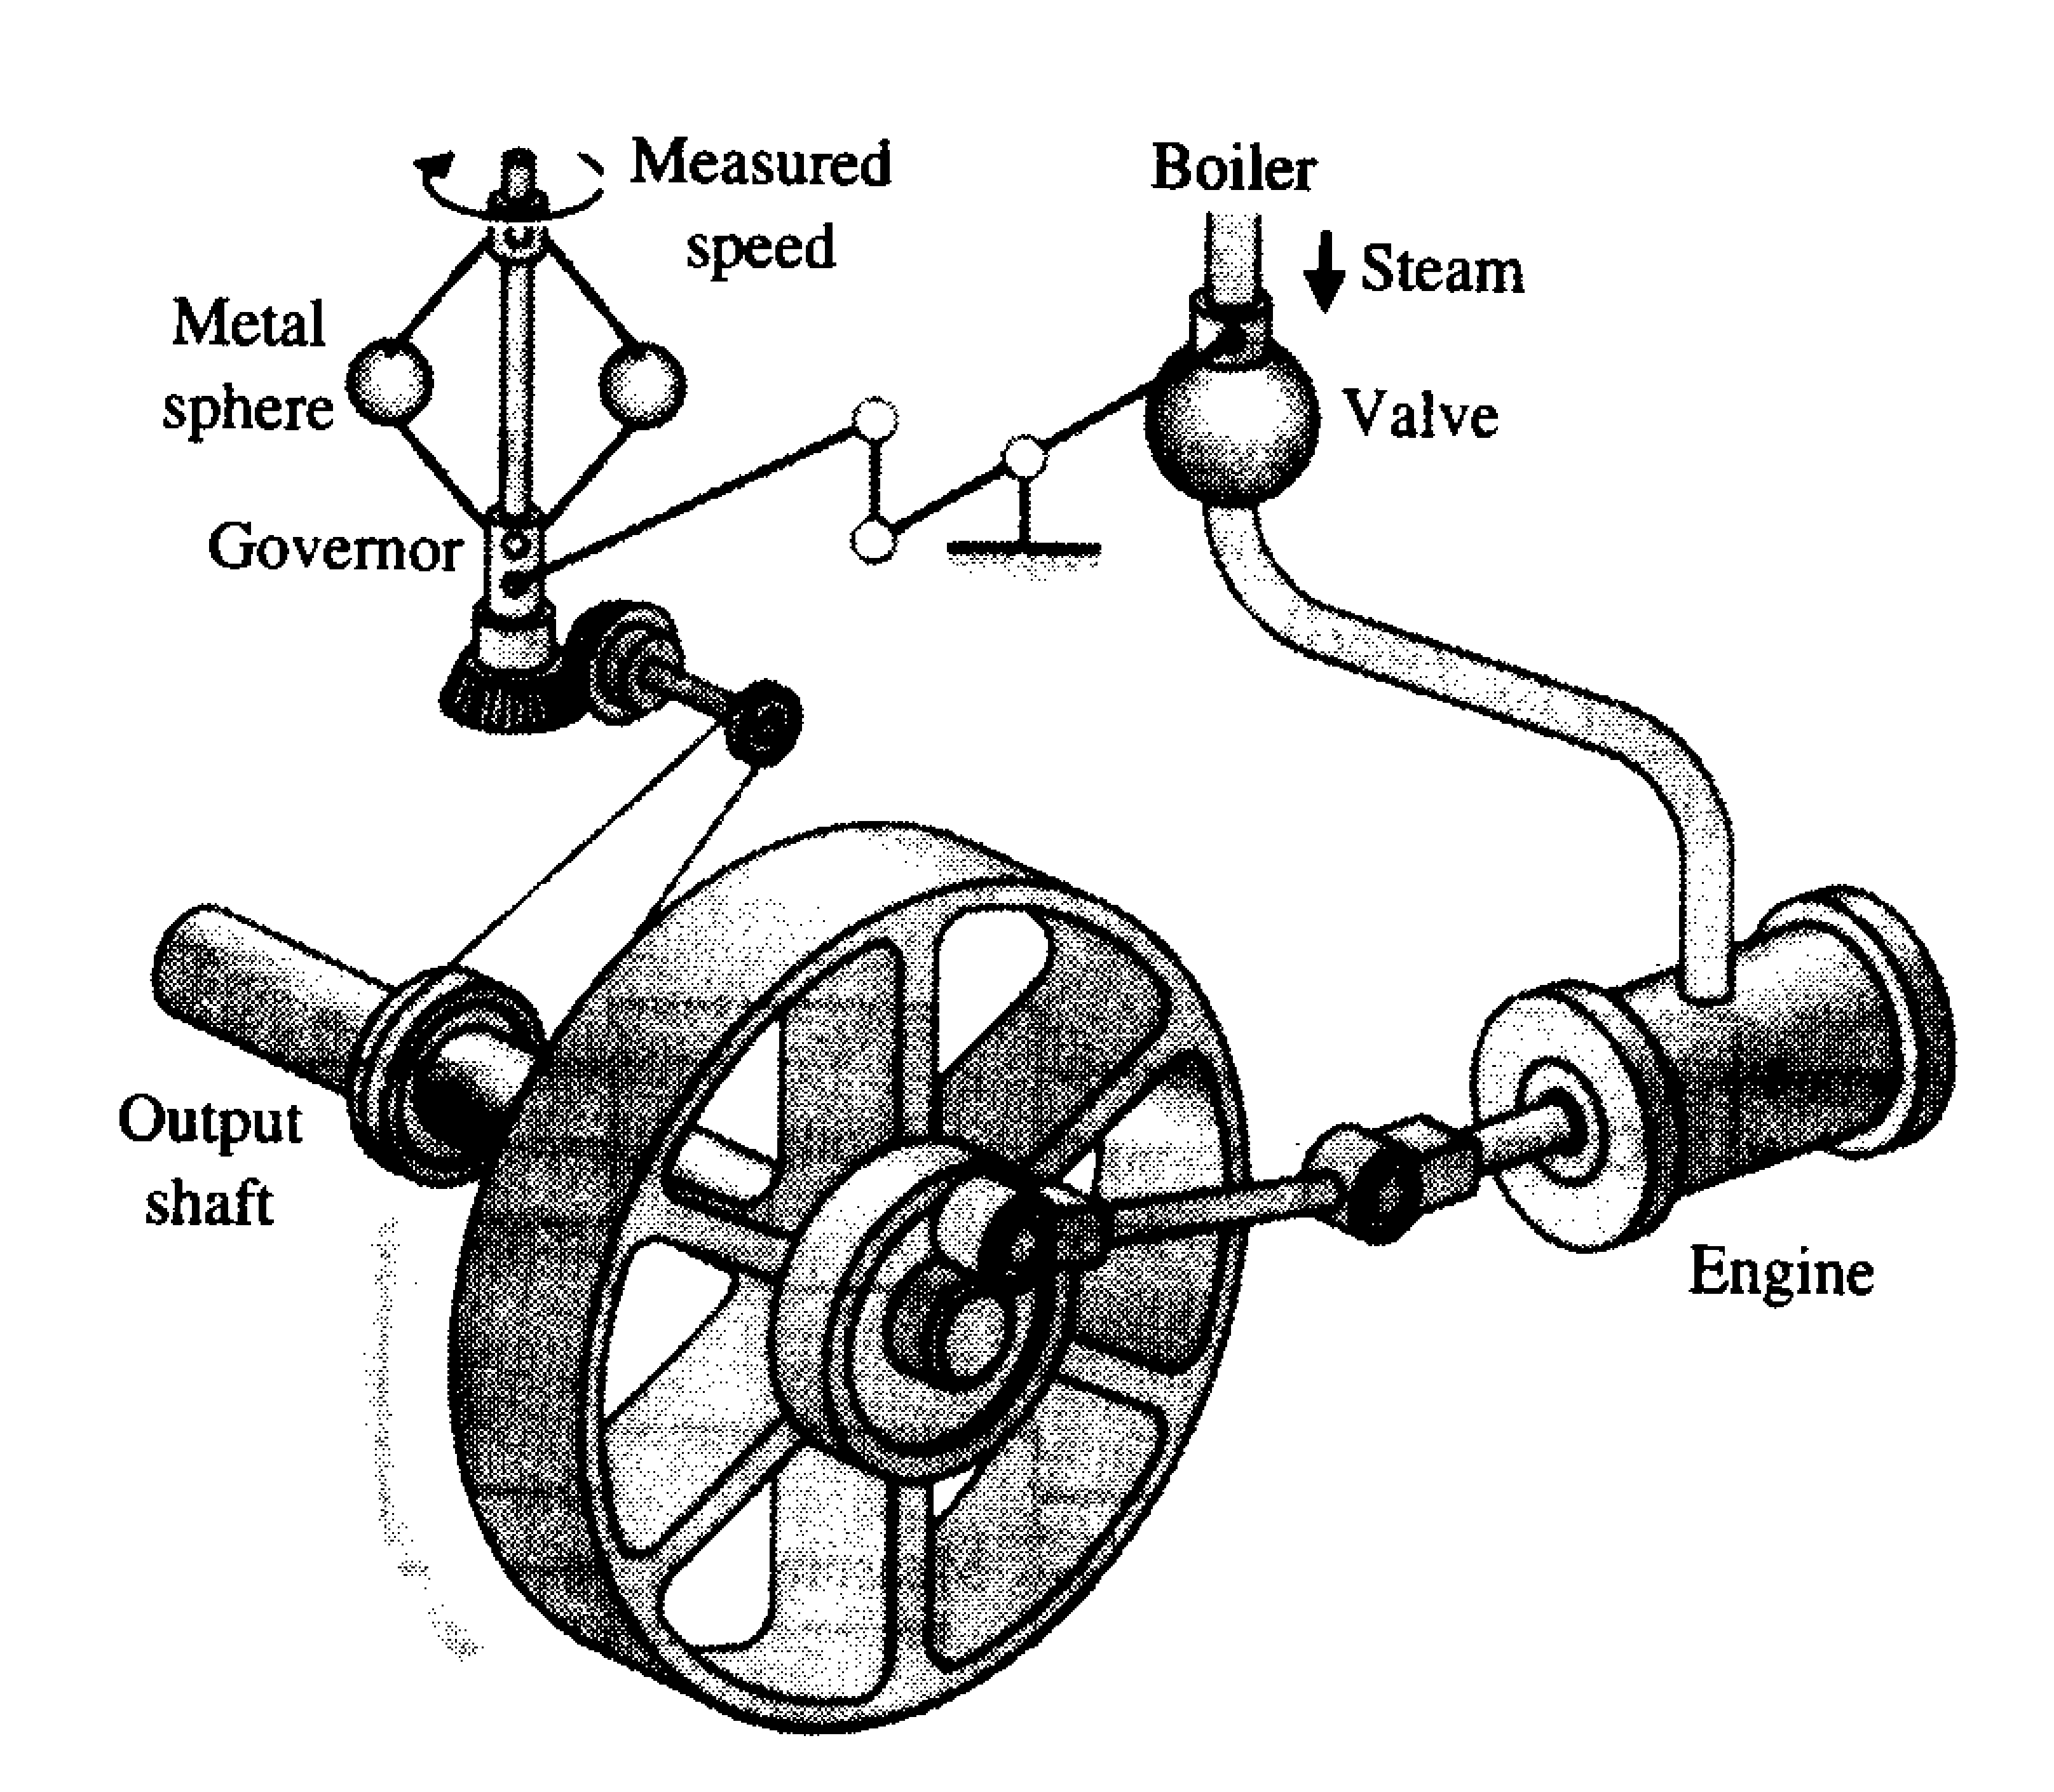 Measured
speed
Boiler
Steam
Metal
sphere
Valve
Governor
Output
shaft
Engine